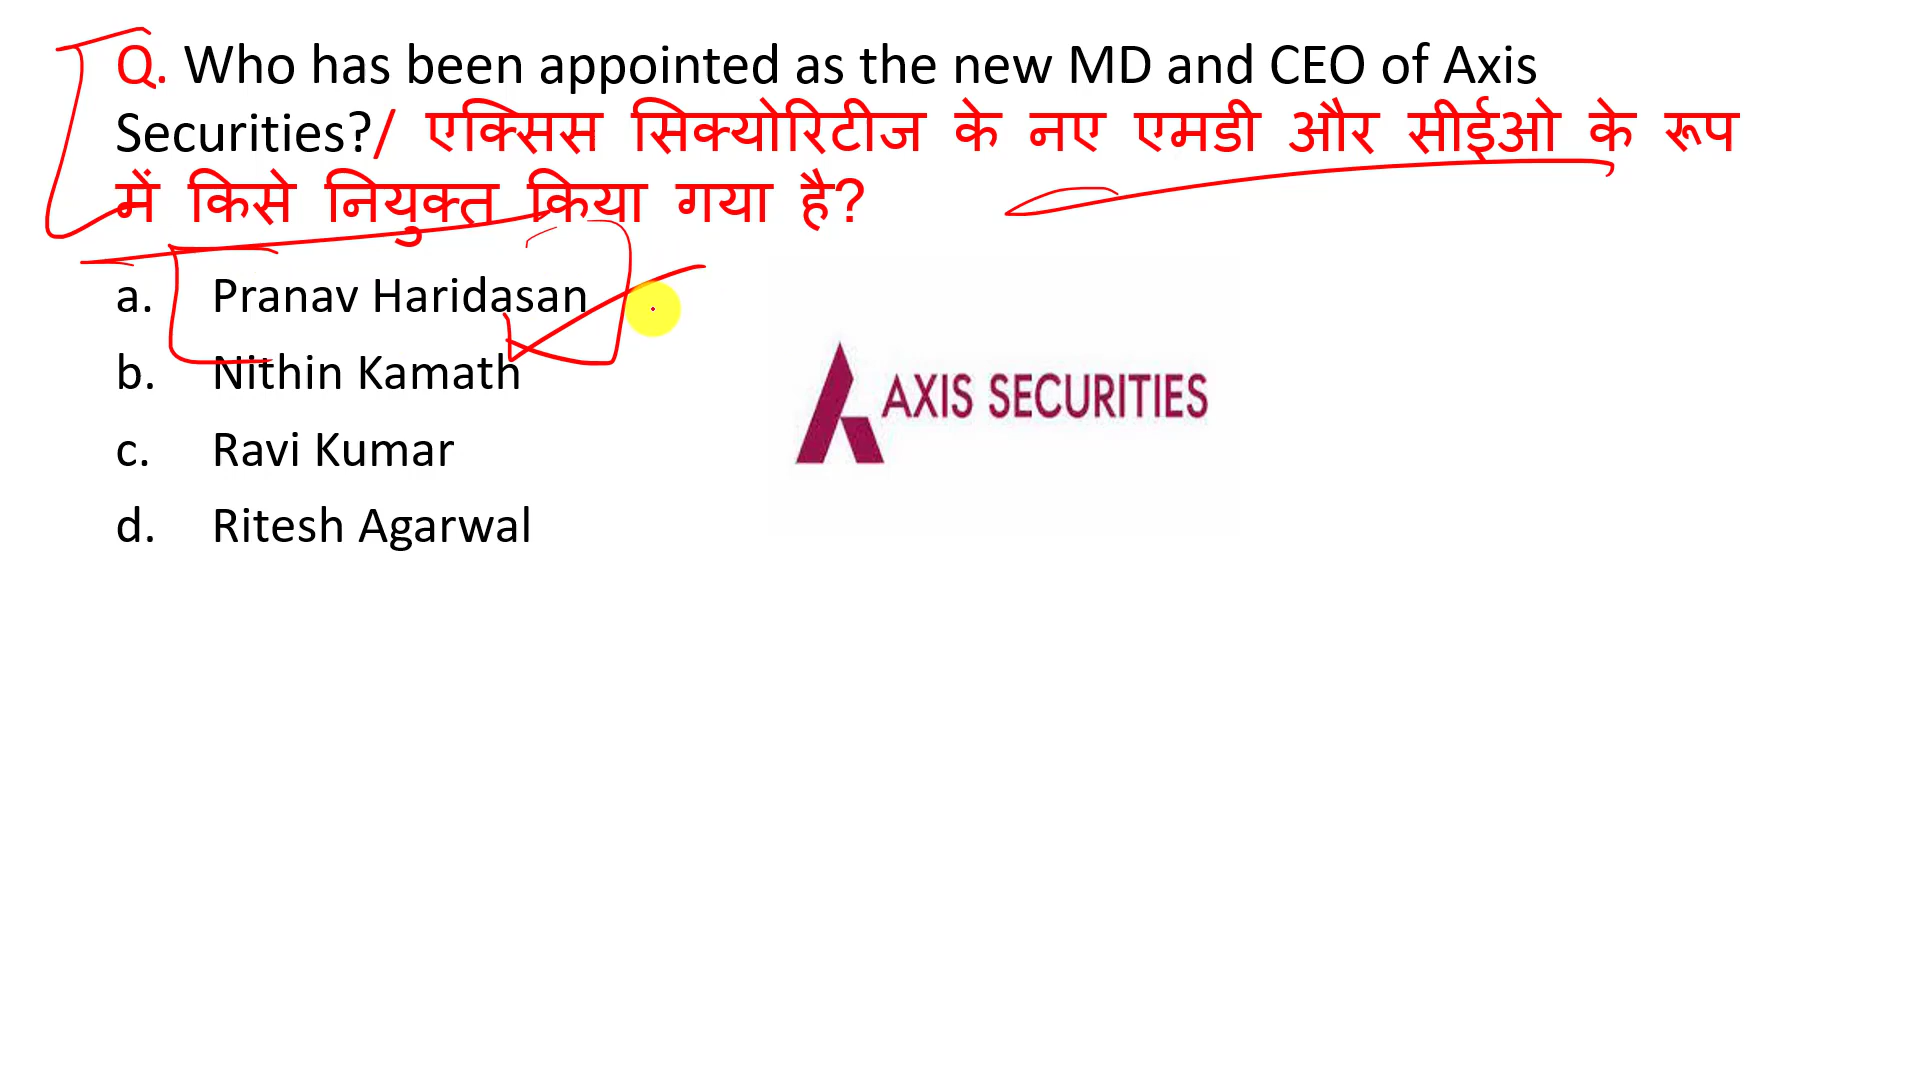 Q. Who has been appointed as the new MD and CEO of Axis
Securities?/ एक्सिस सिक्योरिटीज के नए एमडी और सीईओ के रूप
में किसे नियुक्त किया गया है?
a. Pranav Haridasan
b. Nithin Kamath
c. Ravi Kumar
d. Ritesh Agarwal
AXIS SECURITIES